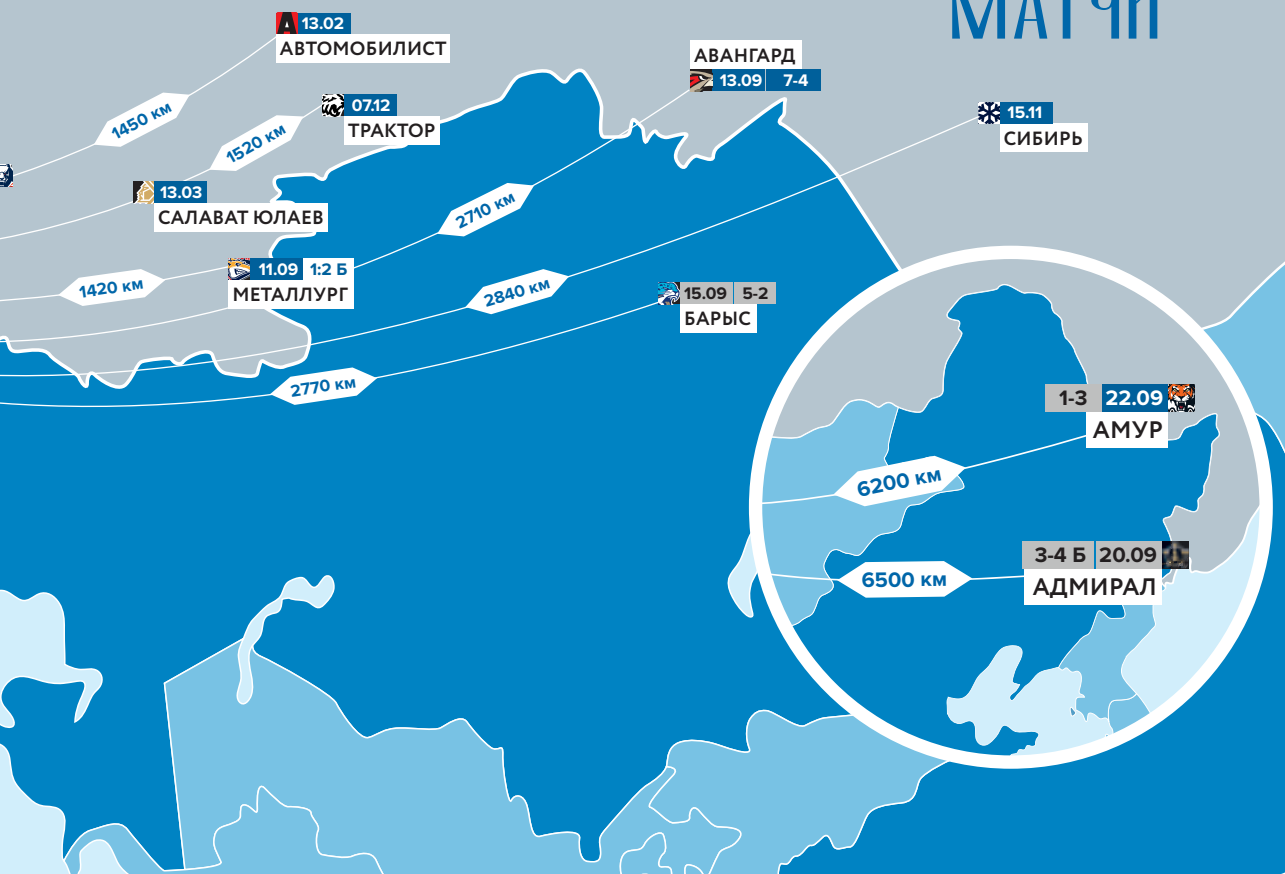 МАТЧИ
А 13.02
АВТОМОБИЛИСТ
1450 км
07.12
ТРАКТОР
1520 км
АВАНГАРД
13.09 7-4
2710 км
15.11
СИБИРЬ
13.03
САЛАВАТ ЮЛАЕВ
1420 км
11.09 1:2 Б
МЕТАЛЛУРГ
2840 км
15.09 5-2
БАРЫС
2770 км
1-3 22.09
АМУР
6200 км
3-4 Б 20.09
АДМИРАЛ
6500 км